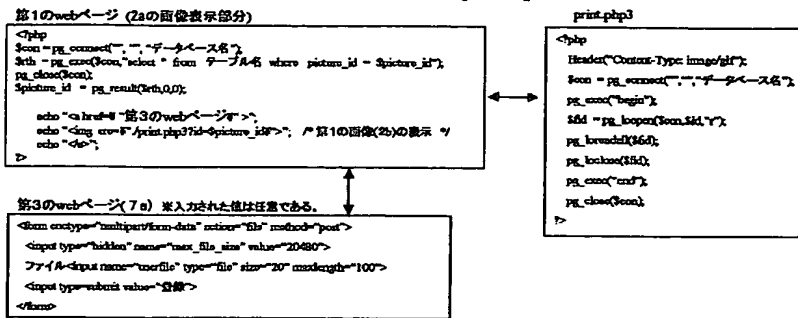 第1のwebページ (2aの画像表示部分)
<?php
$con = pg_connect("", "", "データベース名");
$rth = pg_exec($con,"select * from テーブル名 where picture_id = $picture_id");
pg_close($con);
$picture_id = pg_result($rth,0,0);
echo "<a href=¥ "第3のwebページ¥" >";
echo "<img src=¥"/print.php3?id=$picture_id¥">"; /* 第1の画像(2b)の表示 */
echo "</a>";
?>
print.php3
<?php
Header("Content-Type: image/gif");
$con = pg_connect("","","データベース名");
pg_exec("begin");
$fid = pg_loopen($con,$id,"r");
pg_loreadall($fid);
pg_loclose($fid);
pg_exec("end");
pg_close($con);
?>
第3のwebページ(7a) ※入力された値は任意である。
<form enctype="multipart/form-data" action="file" method="post">
<input type="hidden" name="max_file_size" value="20480">
ファイル<input name="userfile" type="file" size="20" maxlength="100">
<input type=submit value="登録">
</form>